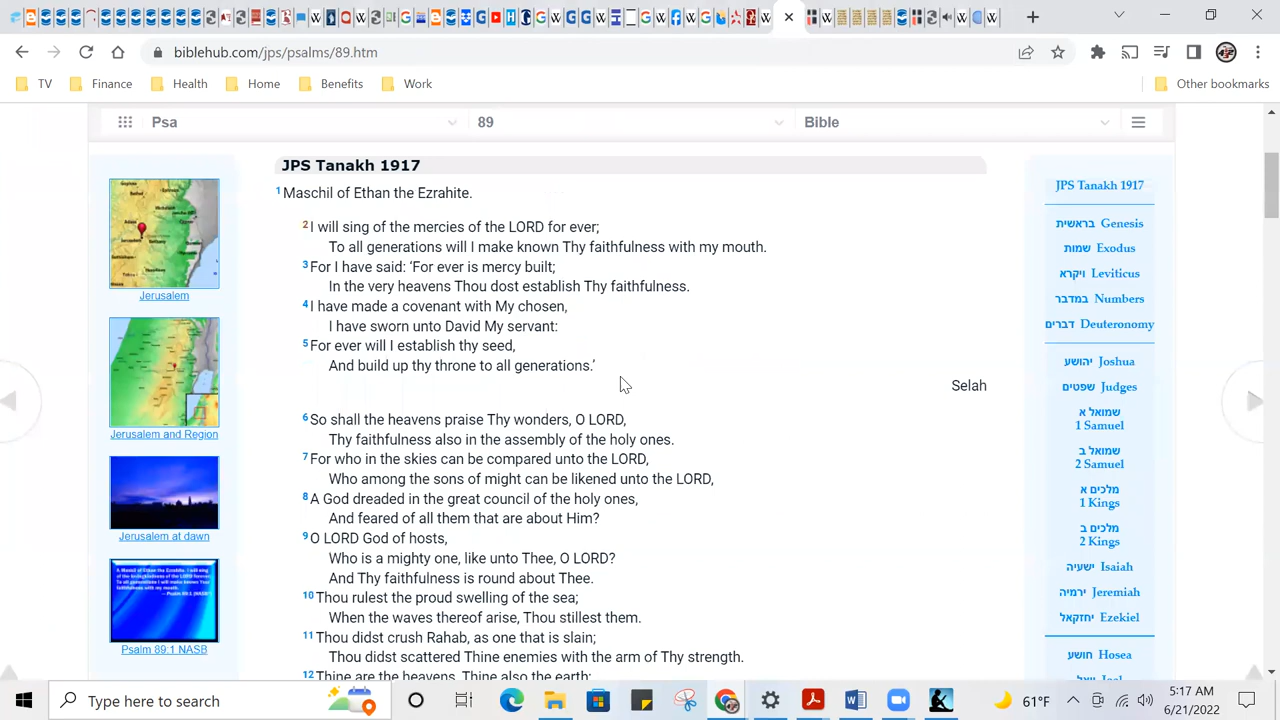 biblehub.com/jps/psalms/89.htm
TV
Finance
Health
Home
Benefits
Work
Other bookmarks
Psa
89
Bible
JPS Tanakh 1917
1 Maschil of Ethan the Ezrahite.
2 I will sing of the mercies of the LORD for ever;
To all generations will I make known Thy faithfulness with my mouth.
3 For I have said: ‘For ever is mercy built;
In the very heavens Thou dost establish Thy faithfulness.
4 I have made a covenant with My chosen,
I have sworn unto David My servant:
5 For ever will I establish thy seed,
And build up thy throne to all generations.’
Selah
6 So shall the heavens praise Thy wonders, O LORD,
Thy faithfulness also in the assembly of the holy ones.
7 For who in the skies can be compared unto the LORD,
Who among the sons of might can be likened unto the LORD,
8 A God dreaded in the great council of the holy ones,
And feared of all them that are about Him?
9 O LORD God of hosts,
Who is a mighty one, like unto Thee, O LORD?
And Thy faithfulness is round about Thee.
10 Thou rulest the proud swelling of the sea;
When the waves thereof arise, Thou stillest them.
11 Thou didst crush Rahab, as one that is slain;
Thou didst scattered Thine enemies with the arm of Thy strength.
12 Thine are the heavens, Thine also the earth;
Jerusalem
Jerusalem and Region
Jerusalem at dawn
Psalm 89:1 NASB
JPS Tanakh 1917
בראשית Genesis
שמות Exodus
ויקרא Leviticus
במדבר Numbers
דברים Deuteronomy
יהושע Joshua
שפטים Judges
שמואל א
1 Samuel
שמואל ב
2 Samuel
מלכים א
1 Kings
מלכים ב
2 Kings
ישעיה Isaiah
ירמיה Jeremiah
יחזקאל Ezekiel
הושע Hosea
יואל Joel
Type here to search
61°F
5:17 AM
6/21/2022